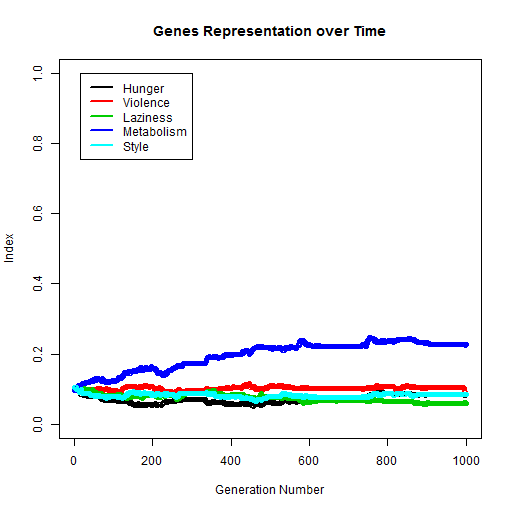 Genes Representation over Time
1.0
0.8
0.6
0.4
0.2
0.0
Index
Hunger
Violence
Laziness
Metabolism
Style
0 200 400 600 800 1000
Generation Number